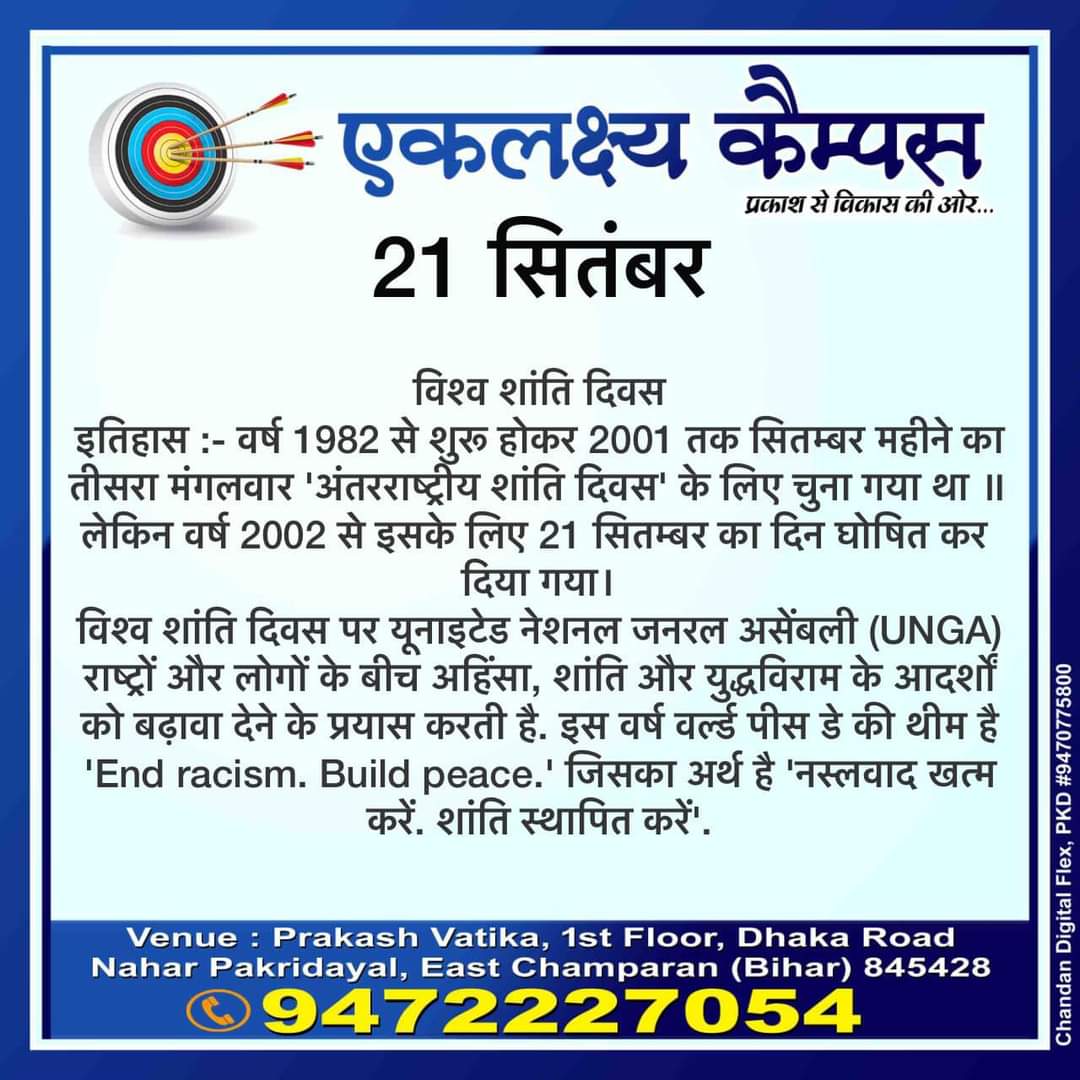 एकलक्ष्य कैम्पस
प्रकाश से विकास की ओर...
21 सितंबर
विश्व शांति दिवस
इतिहास :- वर्ष 1982 से शुरू होकर 2001 तक सितम्बर महीने का
तीसरा मंगलवार 'अंतरराष्ट्रीय शांति दिवस' के लिए चुना गया था ॥
लेकिन वर्ष 2002 से इसके लिए 21 सितम्बर का दिन घोषित कर
दिया गया।
विश्व शांति दिवस पर यूनाइटेड नेशनल जनरल असेंबली (UNGA)
राष्ट्रों और लोगों के बीच अहिंसा, शांति और युद्धविराम के आदर्शों
को बढ़ावा देने के प्रयास करती है. इस वर्ष वर्ल्ड पीस डे की थीम है
'End racism. Build peace.' जिसका अर्थ है 'नस्लवाद खत्म
करें. शांति स्थापित करें'.
Venue : Prakash Vatika, 1st Floor, Dhaka Road
Nahar Pakridayal, East Champaran (Bihar) 845428
9472227054
Chandan Digital Flex, PKD #9470775800